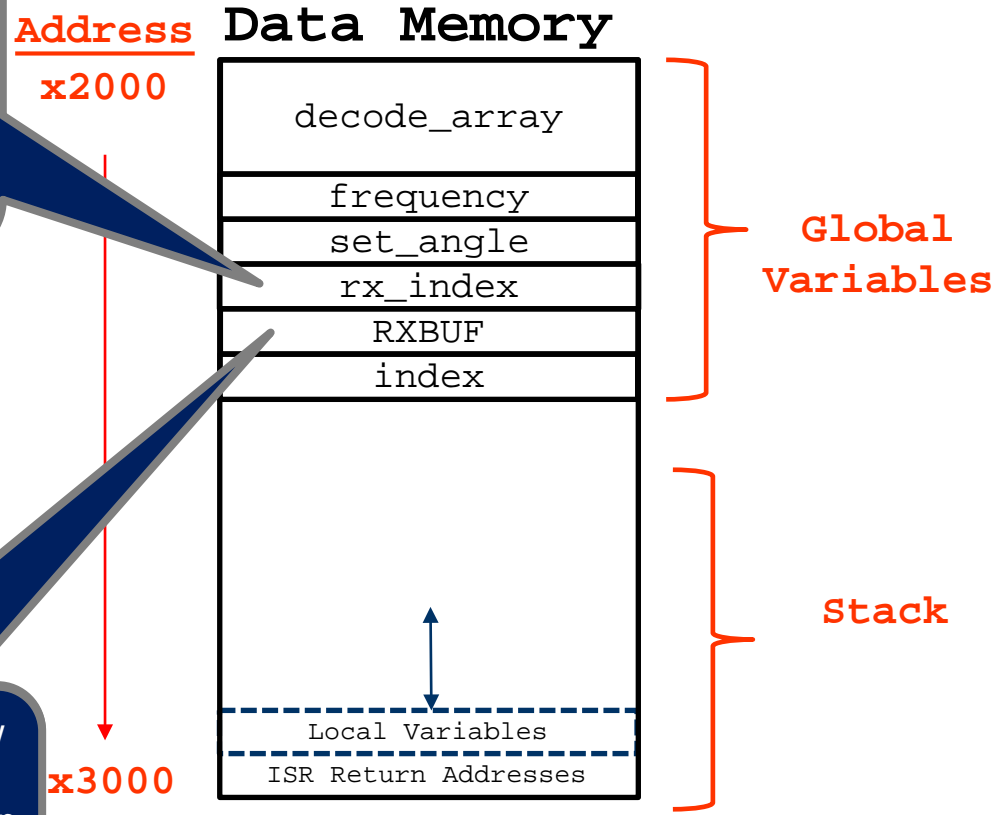 Address
Data Memory
x2000
decode_array
frequency
set_angle
rx_index
RXBUF
index
Global
Variables
Stack
Local Variables
ISR Return Addresses
x3000